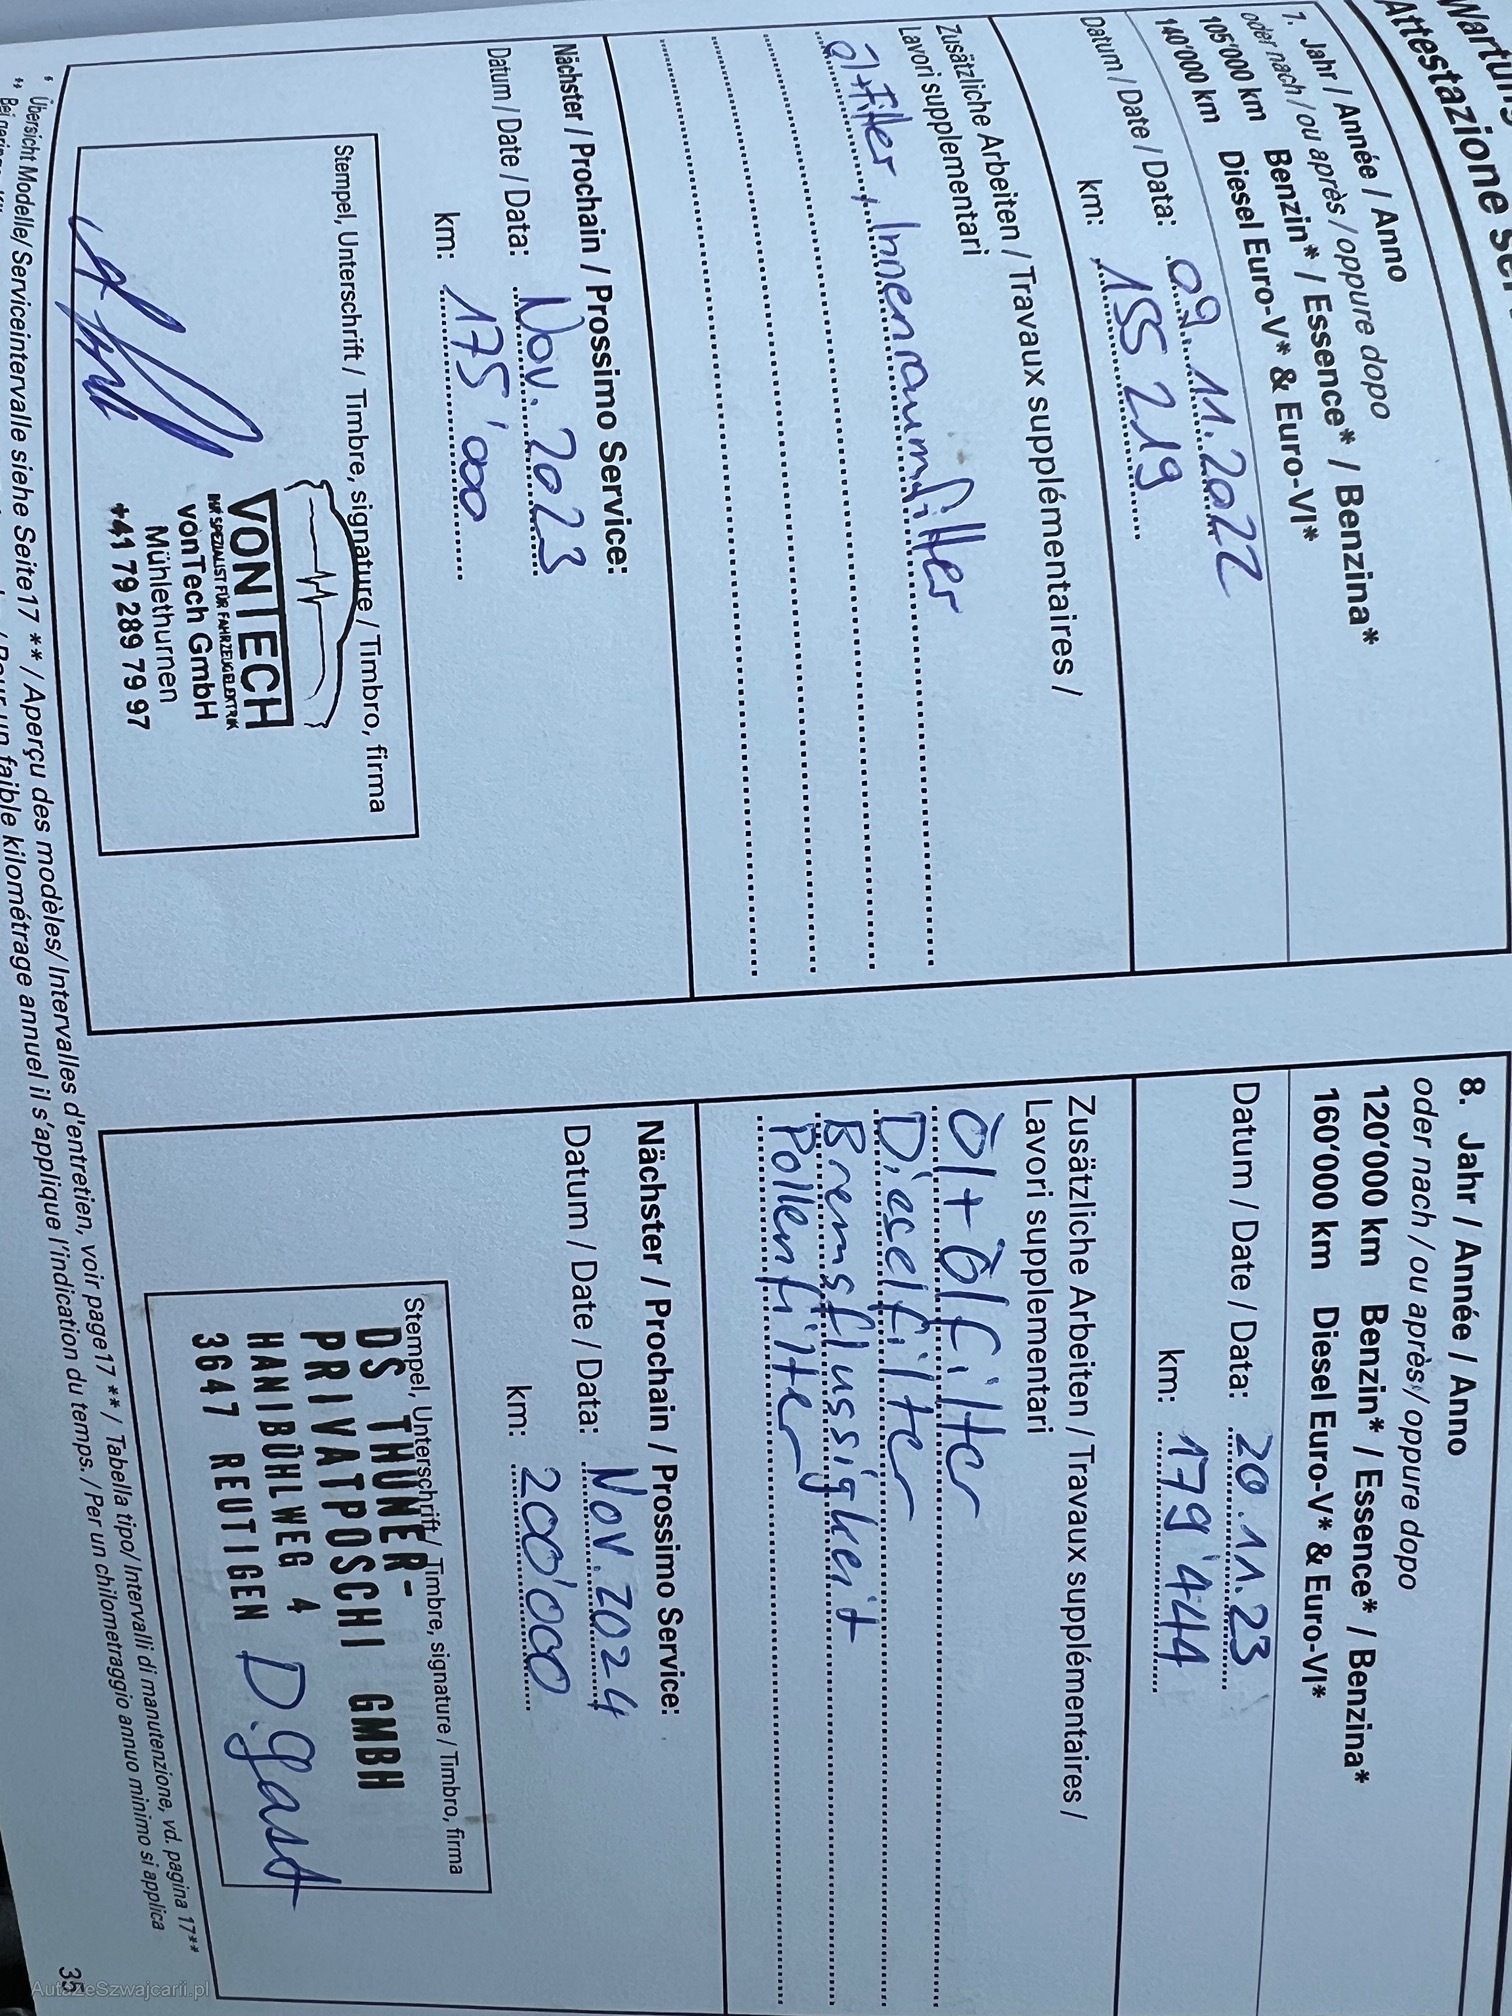 Attestazione
7. Jahr / Année / Anno
oder nach / ou après / oppure dopo
105'000 km Benzin* / Essence* / Benzina*
140'000 km Diesel Euro-V* & Euro-VI*
Datum / Date / Data: 09.11.2022
km: 155 219
Zusätzliche Arbeiten / Travaux supplémentaires /
Lavori supplementari
Öl+Filter, Innenraumfilter
Nächster / Prochain / Prossimo Service:
Datum / Date / Data: Nov. 2023
km: 175'000
Stempel, Unterschrift / Timbre, signature / Timbro, firma
VONTECH
IHR SPEZIALIST FÜR FAHRZEUGELEKTRIK
vonTech GmbH
Mühlethurnen
+41 79 289 79 97
8. Jahr / Année / Anno
oder nach / ou après / oppure dopo
120'000 km Benzin* / Essence* / Benzina*
160'000 km Diesel Euro-V* & Euro-VI*
Datum / Date / Data: 20.11.23
km: 179'444
Zusätzliche Arbeiten / Travaux supplémentaires /
Lavori supplementari
Öl + Ölfilter
Dieselfilter
Bremsflüssigkeit
Pollenfilter
Nächster / Prochain / Prossimo Service:
Datum / Date / Data: Nov. 2024
km: 200'000
Stempel, Unterschrift / Timbre, signature / Timbro, firma
DS THUNER-
PRIVATPOSCHI GMBH
HANIBÜHLWEG 4
3647 REUTIGEN
D. Gast
* Übersicht Modelle/ Serviceintervalle siehe Seite17 ** / Aperçu des modèles/ Intervalles d'entretien, voir page17 ** / Tabella tipo/ Intervalli di manutenzione, vd. pagina 17**
faible kilométrage annuel il s'applique l'indication du temps. / Per un chilometraggio annuo minimo si applica
35
AutazeSzwajcarii.pl